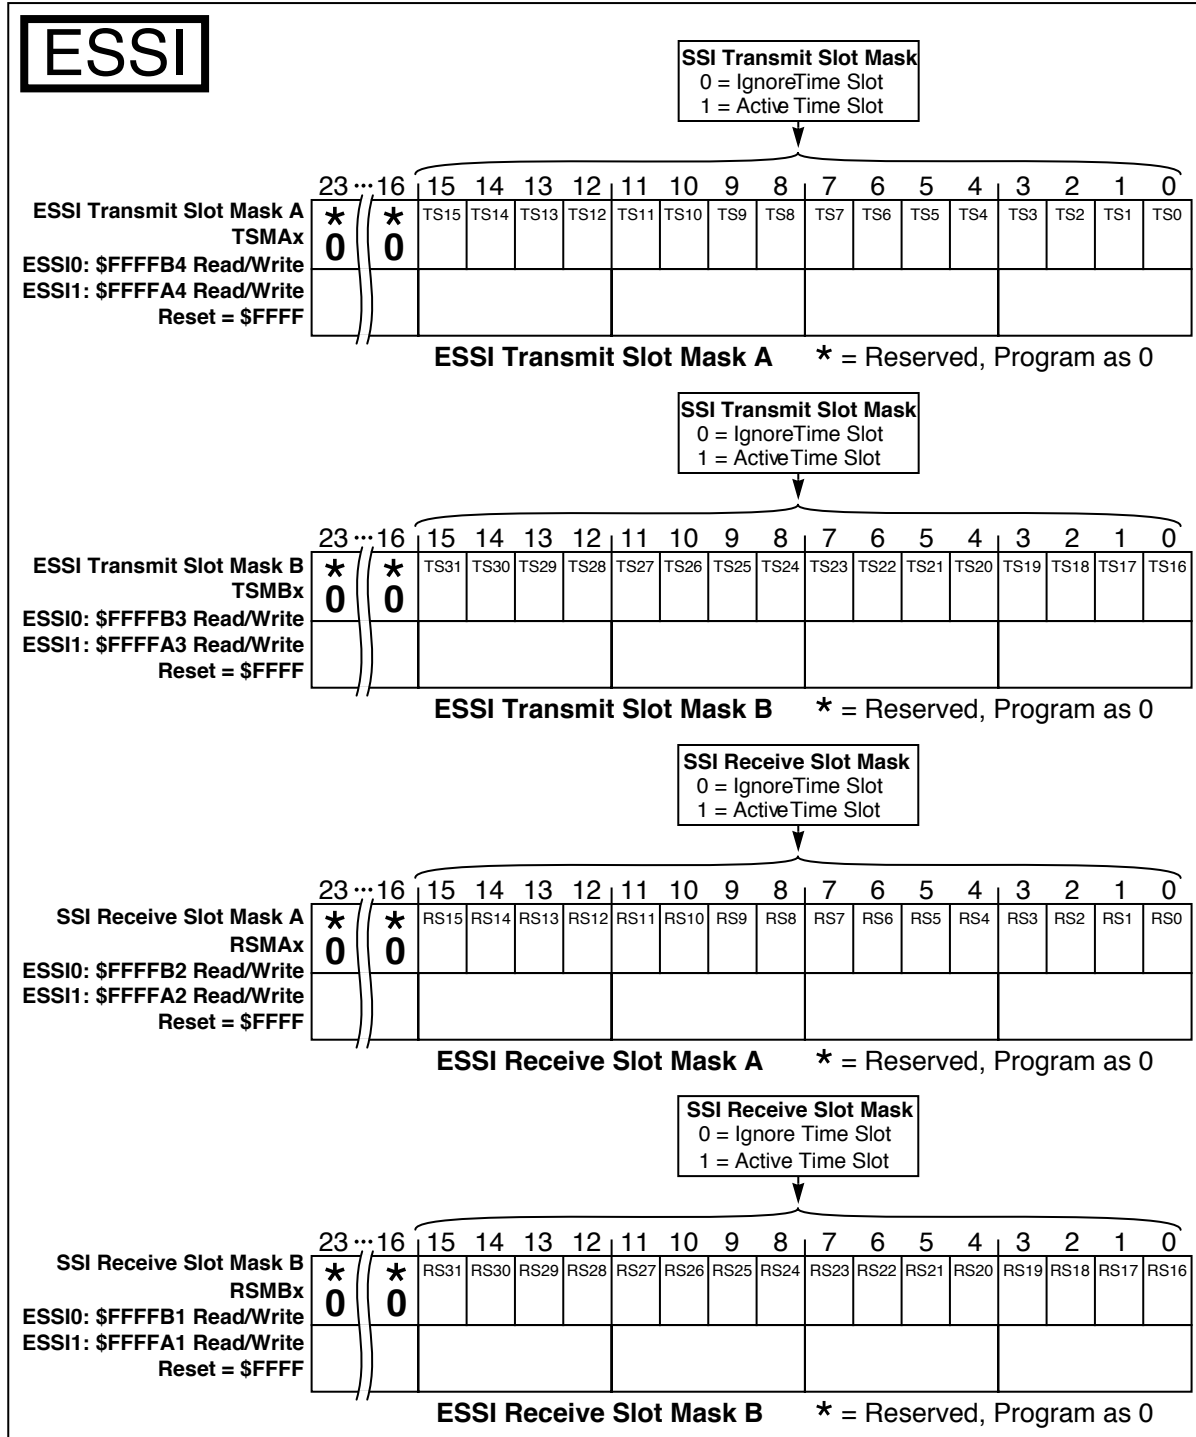 ESSI
SSI Transmit Slot Mask
0 = IgnoreTime Slot
1 = Active Time Slot
23 ... 16 15 14 13 12 11 10 9 8 7 6 5 4 3 2 1 0
ESSI Transmit Slot Mask A
TSMAx
ESSI0: $FFFFB4 Read/Write
ESSI1: $FFFFA4 Read/Write
Reset = $FFFF
* * TS15 TS14 TS13 TS12 TS11 TS10 TS9 TS8 TS7 TS6 TS5 TS4 TS3 TS2 TS1 TS0
0 0
ESSI Transmit Slot Mask A * = Reserved, Program as 0
SSI Transmit Slot Mask
0 = IgnoreTime Slot
1 = ActiveTime Slot
23 ... 16 15 14 13 12 11 10 9 8 7 6 5 4 3 2 1 0
ESSI Transmit Slot Mask B
TSMBx
ESSI0: $FFFFB3 Read/Write
ESSI1: $FFFFA3 Read/Write
Reset = $FFFF
* * TS31 TS30 TS29 TS28 TS27 TS26 TS25 TS24 TS23 TS22 TS21 TS20 TS19 TS18 TS17 TS16
0 0
ESSI Transmit Slot Mask B * = Reserved, Program as 0
SSI Receive Slot Mask
0 = IgnoreTime Slot
1 = ActiveTime Slot
23 ... 16 15 14 13 12 11 10 9 8 7 6 5 4 3 2 1 0
SSI Receive Slot Mask A
RSMAx
ESSI0: $FFFFB2 Read/Write
ESSI1: $FFFFA2 Read/Write
Reset = $FFFF
* * RS15 RS14 RS13 RS12 RS11 RS10 RS9 RS8 RS7 RS6 RS5 RS4 RS3 RS2 RS1 RS0
0 0
ESSI Receive Slot Mask A * = Reserved, Program as 0
SSI Receive Slot Mask
0 = Ignore Time Slot
1 = Active Time Slot
23 ... 16 15 14 13 12 11 10 9 8 7 6 5 4 3 2 1 0
SSI Receive Slot Mask B
RSMBx
ESSI0: $FFFFB1 Read/Write
ESSI1: $FFFFA1 Read/Write
Reset = $FFFF
* * RS31 RS30 RS29 RS28 RS27 RS26 RS25 RS24 RS23 RS22 RS21 RS20 RS19 RS18 RS17 RS16
0 0
ESSI Receive Slot Mask B * = Reserved, Program as 0